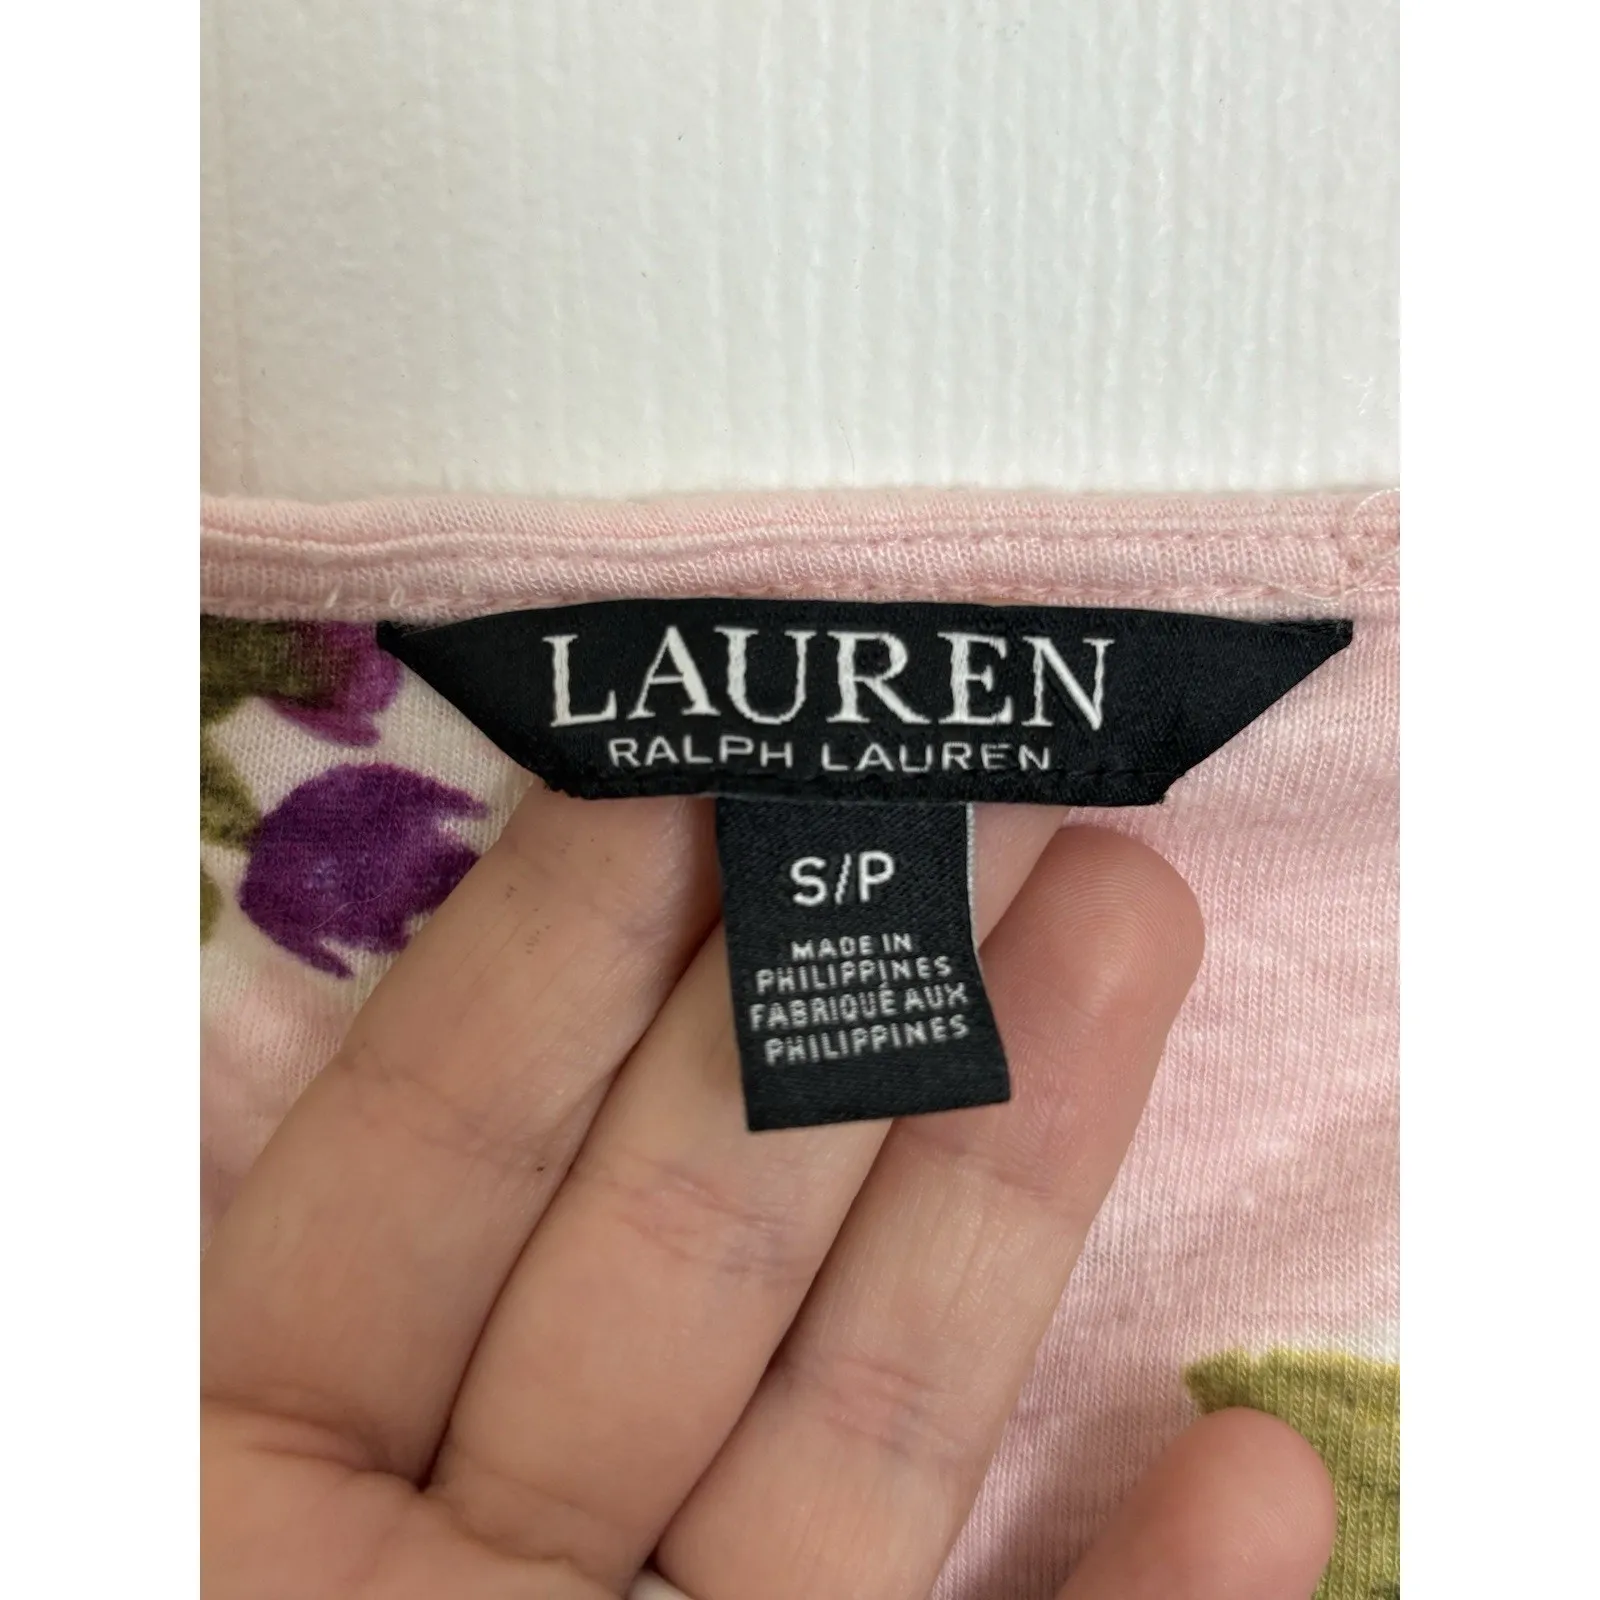 LAUREN
RALPH LAUREN
S/P
MADE IN
PHILIPPINES
FABRIQUÉ AUX
PHILIPPINES